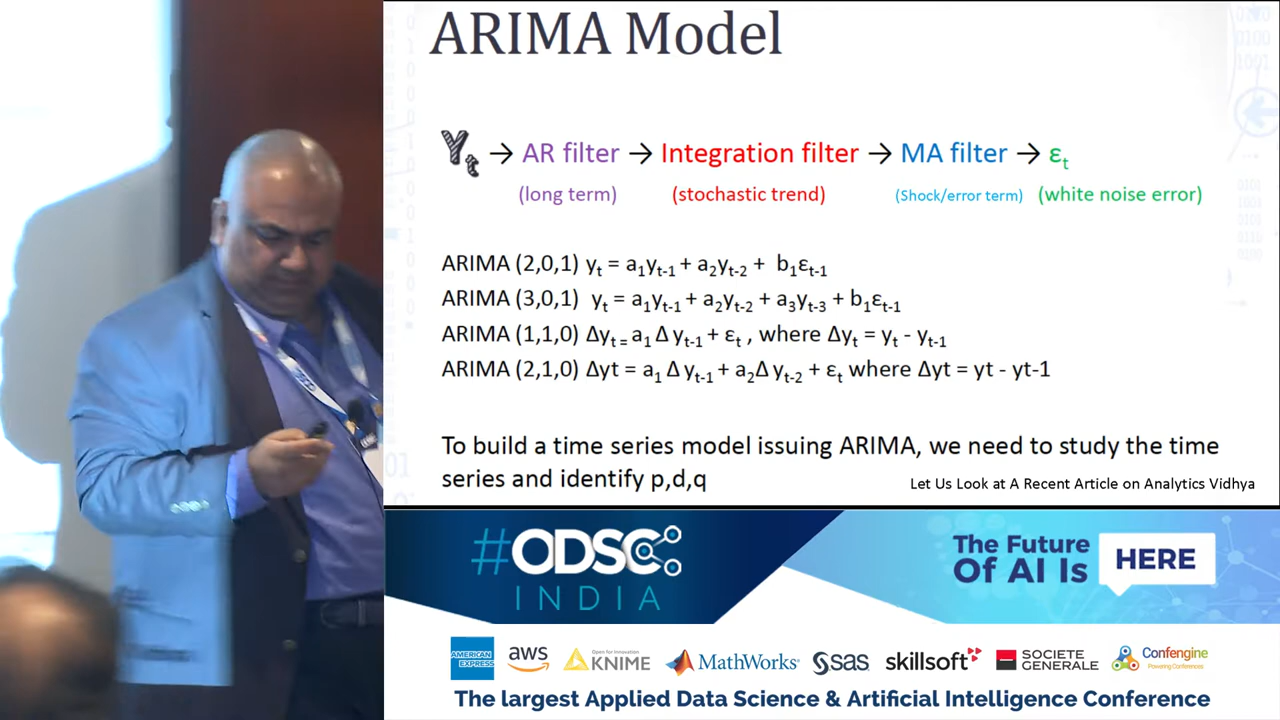 ARIMA Model
Yt → AR filter → Integration filter → MA filter → εt
(long term) (stochastic trend) (Shock/error term) (white noise error)
ARIMA (2,0,1) yt = a1yt-1 + a2yt-2 + b1εt-1
ARIMA (3,0,1) yt = a1yt-1 + a2yt-2 + a3yt-3 + b1εt-1
ARIMA (1,1,0) Δyt = a1 Δ yt-1 + εt , where Δyt = yt - yt-1
ARIMA (2,1,0) Δyt = a1 Δ yt-1 + a2Δ yt-2 + εt where Δyt = yt - yt-1
To build a time series model issuing ARIMA, we need to study the time
series and identify p,d,q
Let Us Look at A Recent Article on Analytics Vidhya
#ODSC
INDIA
The Future
Of AI Is
HERE
AMERICAN
EXPRESS
aws
Open for Innovation
KNIME
MathWorks®
sas
skillsoft
SOCIETE
GENERALE
Confengine
Powering Conferences
The largest Applied Data Science & Artificial Intelligence Conference